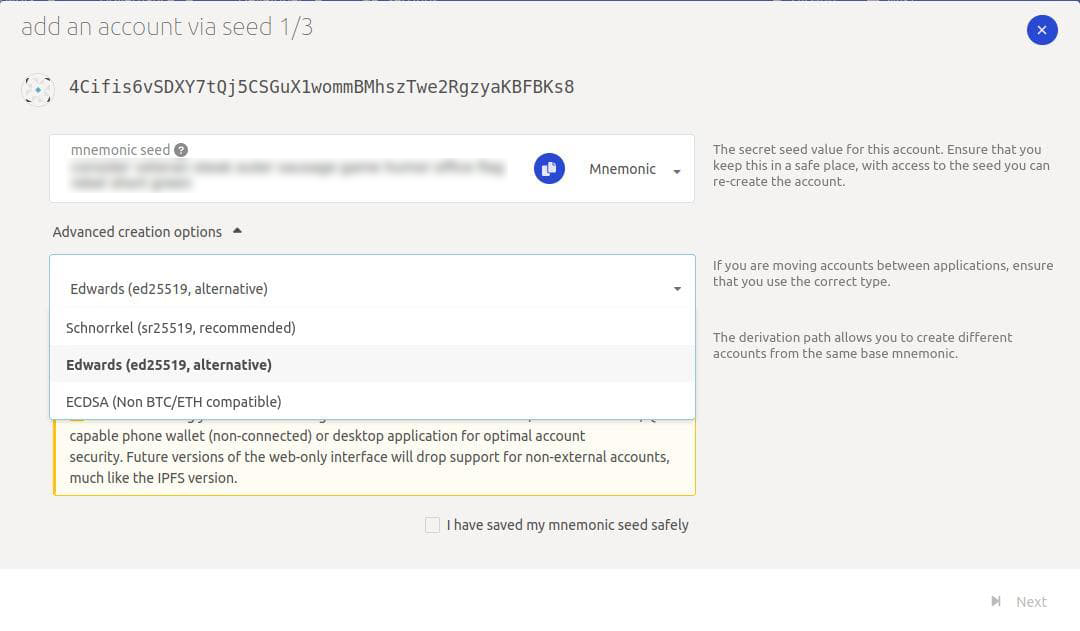 add an account via seed 1/3
4Cifis6vSDXY7tQj5CSGuX1wommBMhszTwe2RgzyaKBFBKs8
mnemonic seed
Mnemonic
The secret seed value for this account. Ensure that you
keep this in a safe place, with access to the seed you can
re-create the account.
Advanced creation options
Edwards (ed25519, alternative)
If you are moving accounts between applications, ensure
that you use the correct type.
Schnorrkel (sr25519, recommended)
The derivation path allows you to create different
accounts from the same base mnemonic.
Edwards (ed25519, alternative)
ECDSA (Non BTC/ETH compatible)
capable phone wallet (non-connected) or desktop application for optimal account
security. Future versions of the web-only interface will drop support for non-external accounts,
much like the IPFS version.
I have saved my mnemonic seed safely
Next